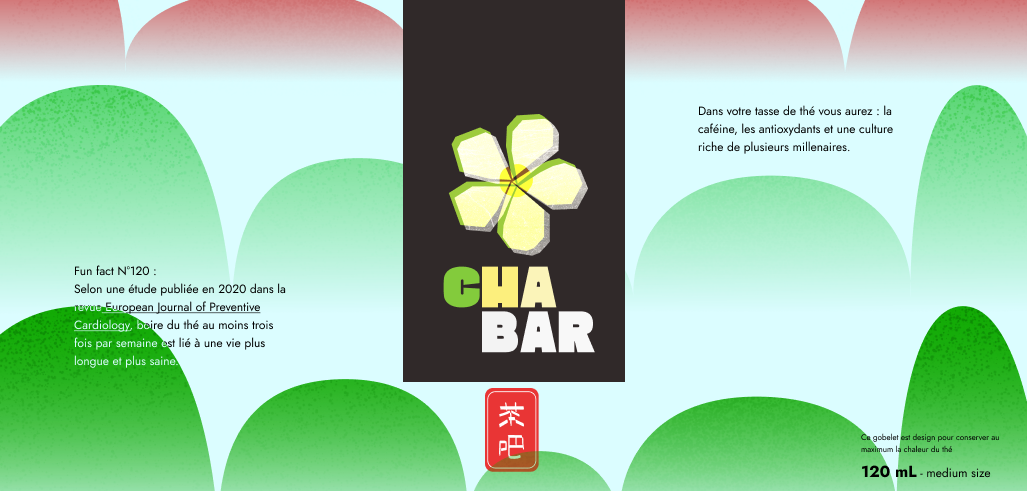 Dans votre tasse de thé vous aurez : la
caféine, les antioxydants et une culture
riche de plusieurs millenaires.
Fun fact N°120 :
Selon une étude publiée en 2020 dans la
revue European Journal of Preventive
Cardiology, boire du thé au moins trois
fois par semaine est lié à une vie plus
longue et plus saine.
CHA
BAR
茶
吧
Ce gobelet est design pour conserver au
maximum la chaleur du thé
120 mL - medium size